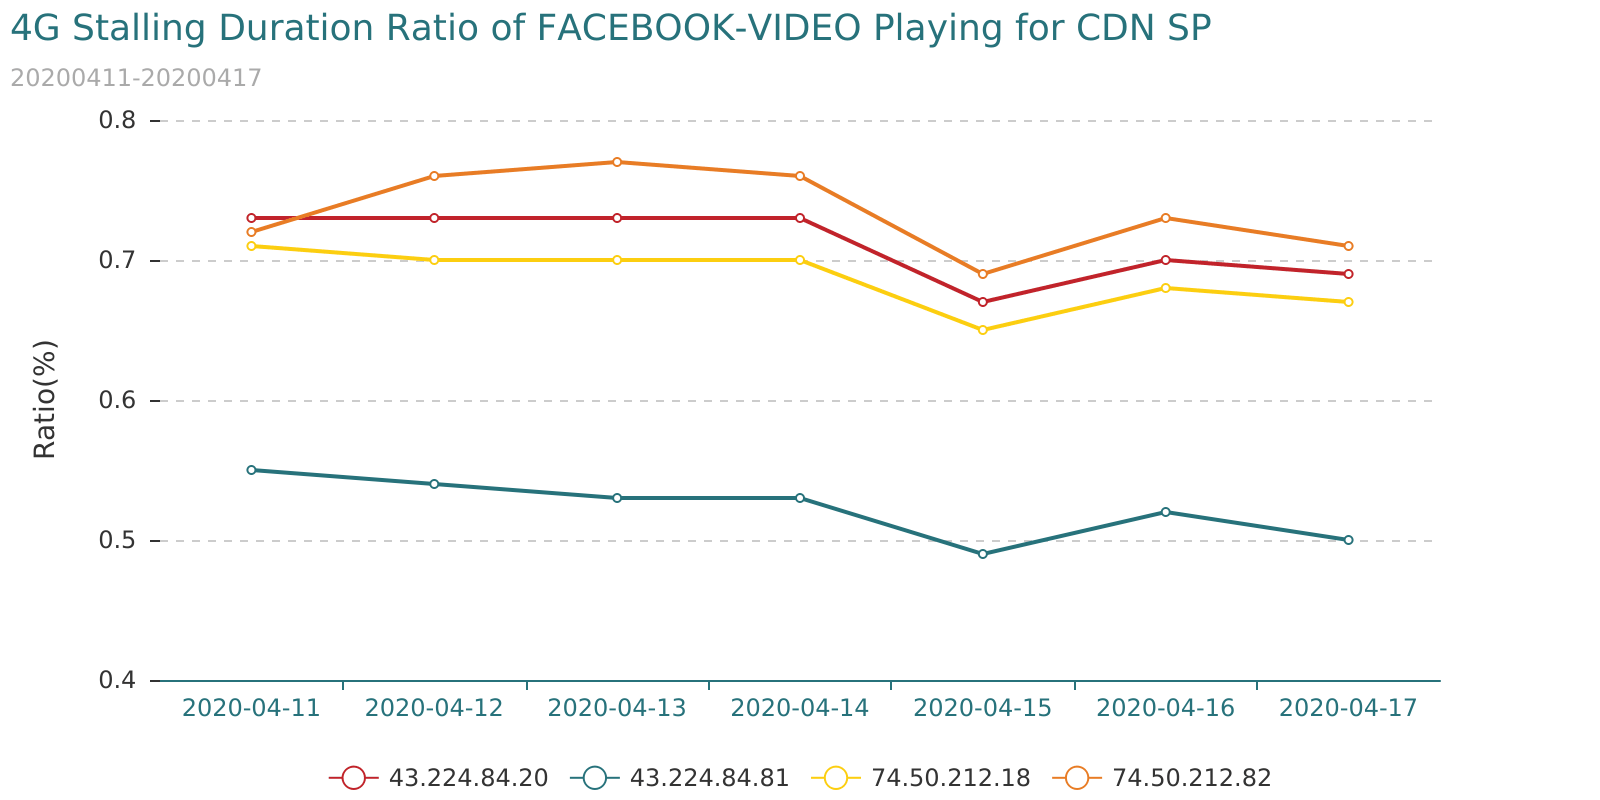 4G Stalling Duration Ratio of FACEBOOK-VIDEO Playing for CDN SP
20200411-20200417
0.8
0.7
0.6
0.5
0.4
Ratio(%)
2020-04-11 2020-04-12 2020-04-13 2020-04-14 2020-04-15 2020-04-16 2020-04-17
43.224.84.20 43.224.84.81 74.50.212.18 74.50.212.82